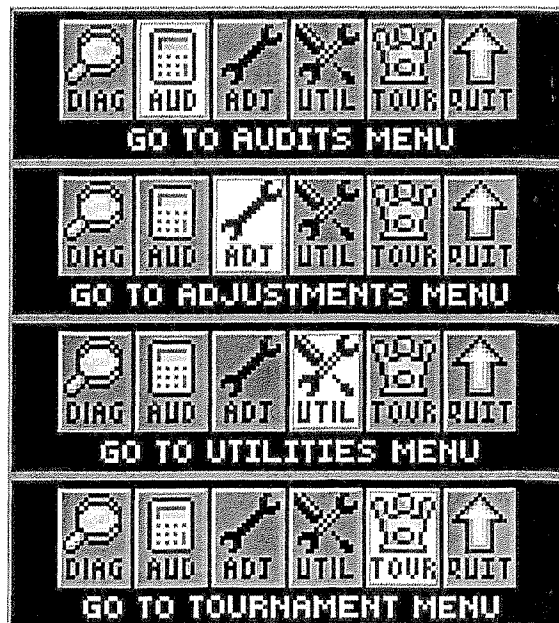 DIAG AUD ADJ UTIL TOUR QUIT
GO TO AUDITS MENU
DIAG AUD ADJ UTIL TOUR QUIT
GO TO ADJUSTMENTS MENU
DIAG AUD ADJ UTIL TOUR QUIT
GO TO UTILITIES MENU
DIAG AUD ADJ UTIL TOUR QUIT
GO TO TOURNAMENT MENU